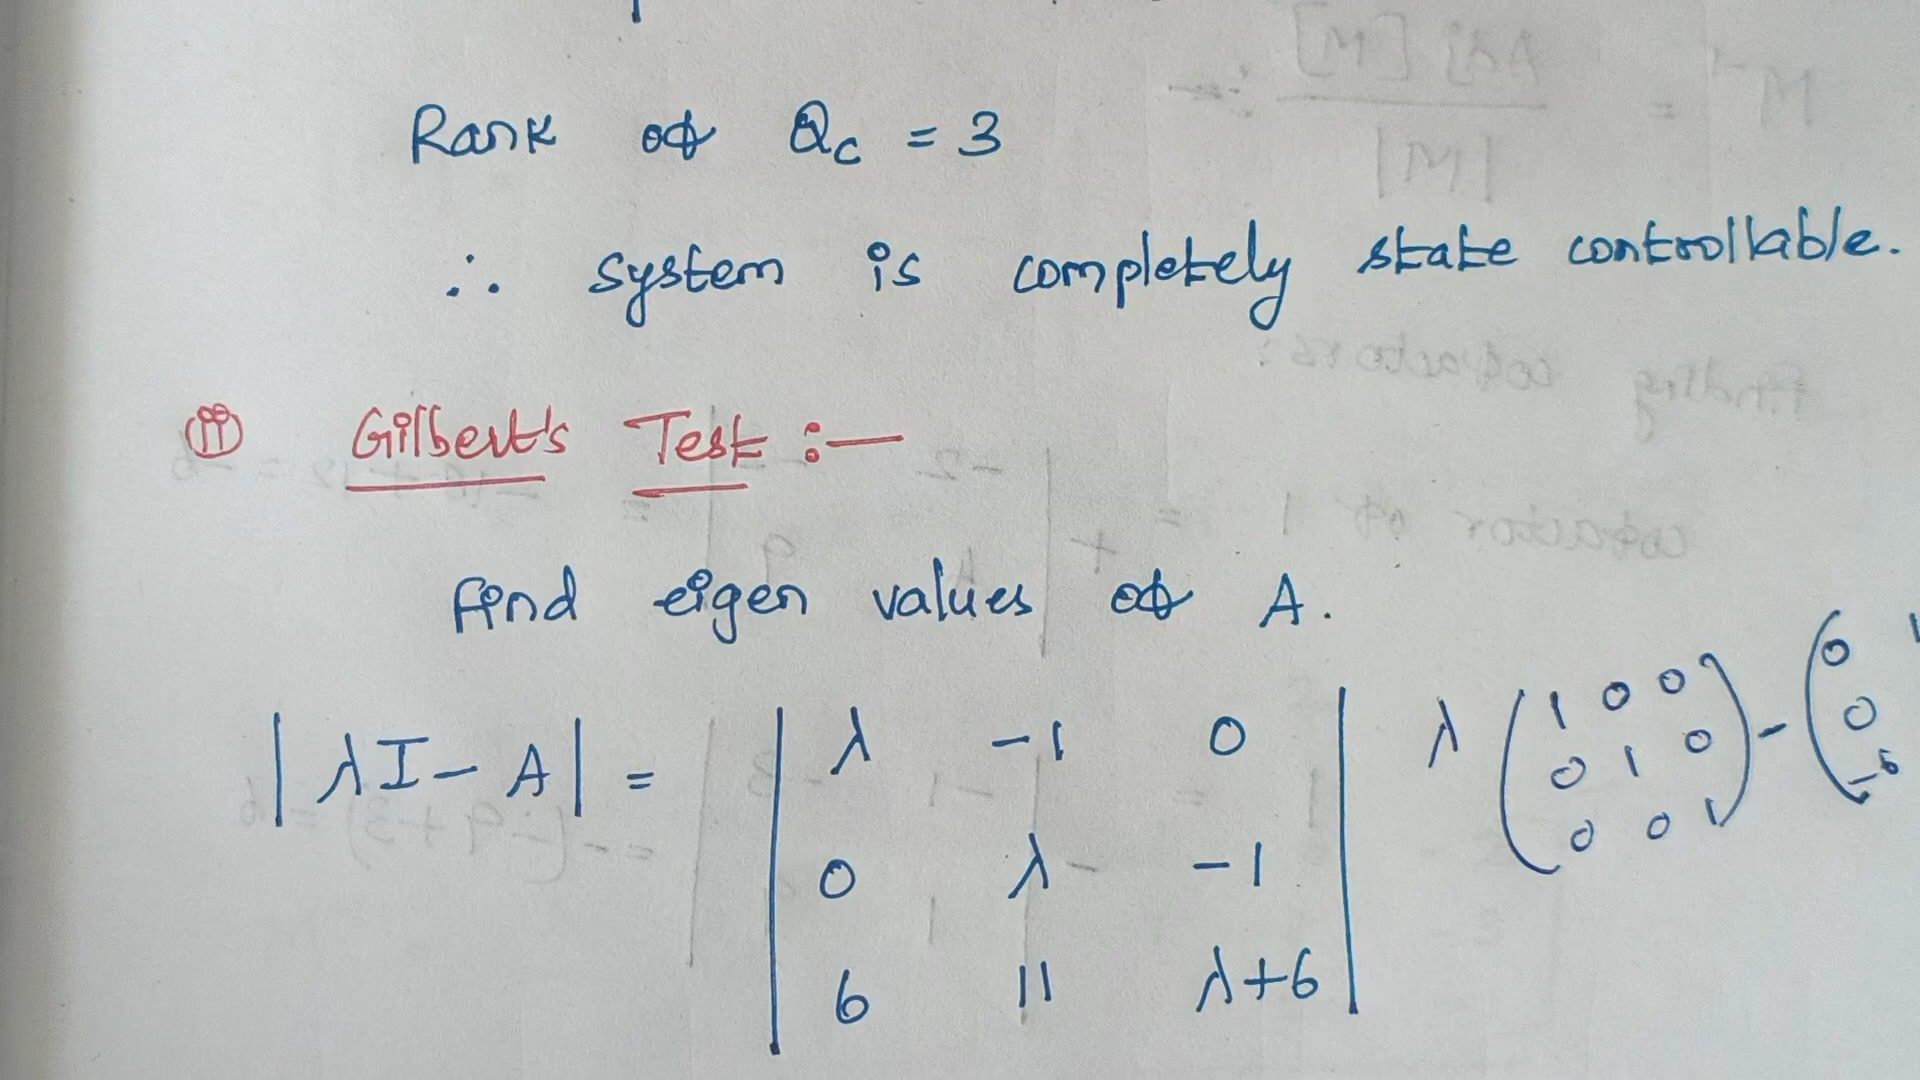 Rank of Qc = 3
∴ system is completely state controllable.
(ii) Gilbert's Test :—
Find eigen values of A.
|λI - A| = | λ -1 0 | λ ( 1 0 0 ) - ( 0 1
0 λ -1 0 1 0 0
6 11 λ+6 0 0 1 -6